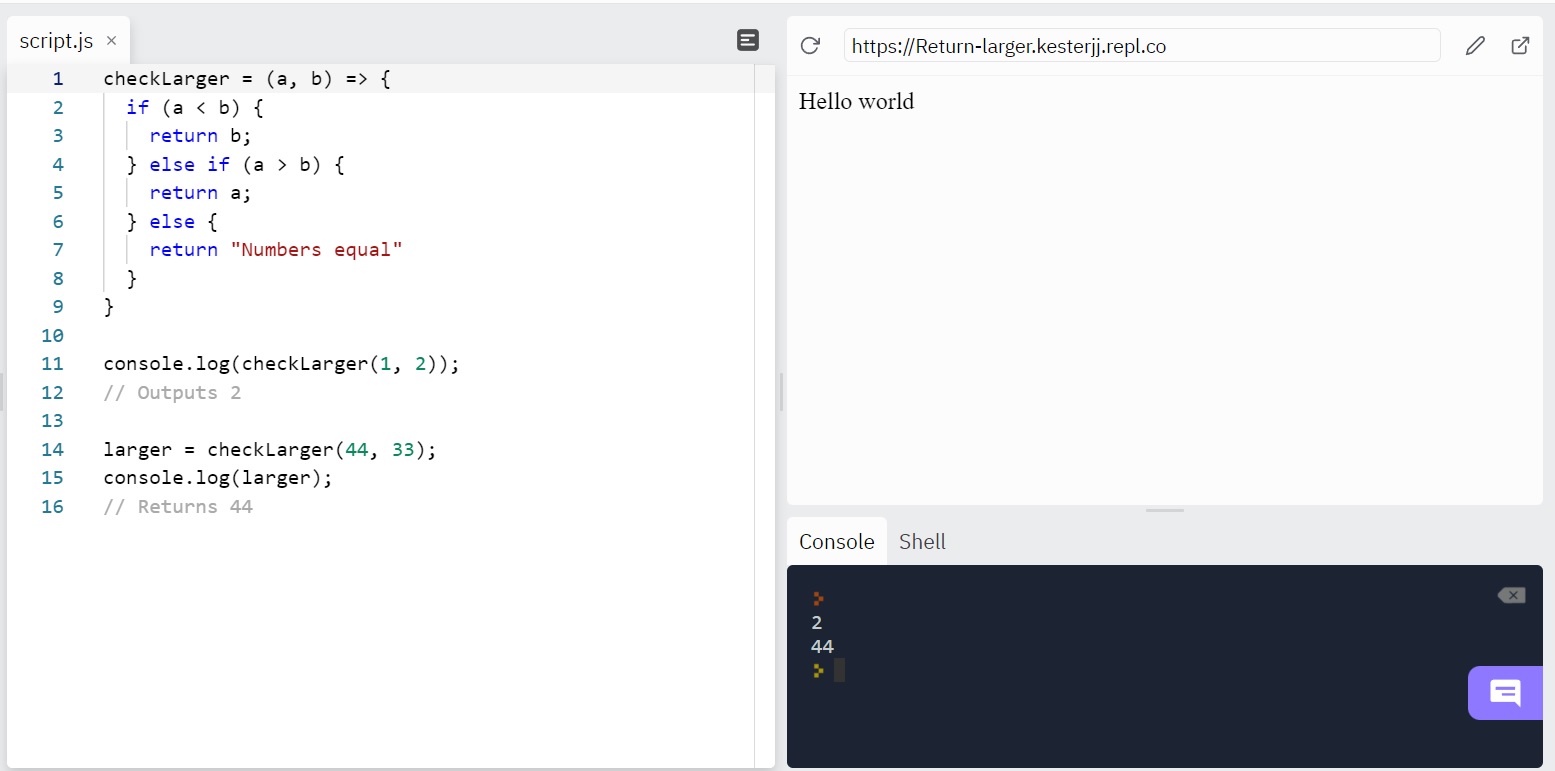 script.js ×
1 checkLarger = (a, b) => {
2   if (a < b) {
3     return b;
4   } else if (a > b) {
5     return a;
6   } else {
7     return "Numbers equal"
8   }
9 }
10
11 console.log(checkLarger(1, 2));
12 // Outputs 2
13
14 larger = checkLarger(44, 33);
15 console.log(larger);
16 // Returns 44
https://Return-larger.kesterjj.repl.co
Hello world
Console Shell
2
44